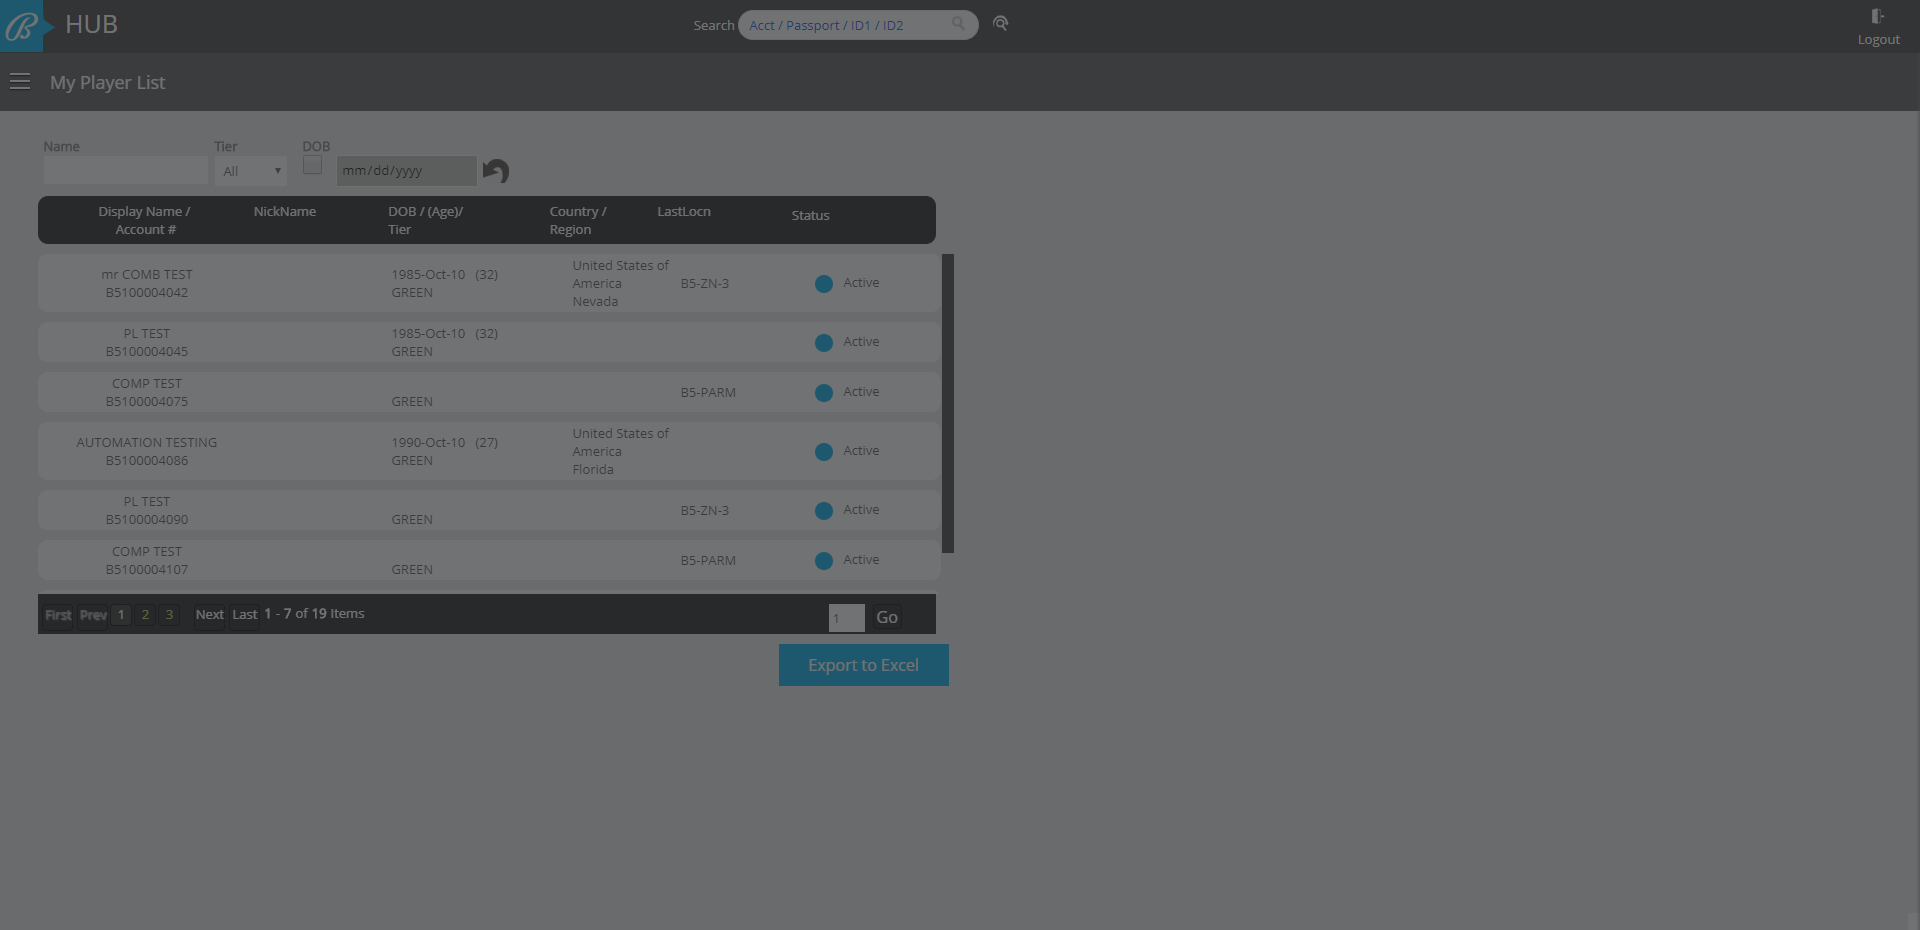 B HUB
Search Acct / Passport / ID1 / ID2
Logout
My Player List
Name Tier DOB
All mm/dd/yyyy
Display Name / NickName DOB / (Age)/ Country / LastLocn Status
Account # Tier Region
mr COMB TEST 1985-Oct-10 (32) United States of
B5100004042 GREEN America B5-ZN-3 Active
Nevada
PL TEST 1985-Oct-10 (32) Active
B5100004045 GREEN
COMP TEST B5-PARM Active
B5100004075 GREEN
AUTOMATION TESTING 1990-Oct-10 (27) United States of
B5100004086 GREEN America Active
Florida
PL TEST B5-ZN-3 Active
B5100004090 GREEN
COMP TEST B5-PARM Active
B5100004107 GREEN
First Prev 1 2 3 Next Last 1 - 7 of 19 Items 1 Go
Export to Excel